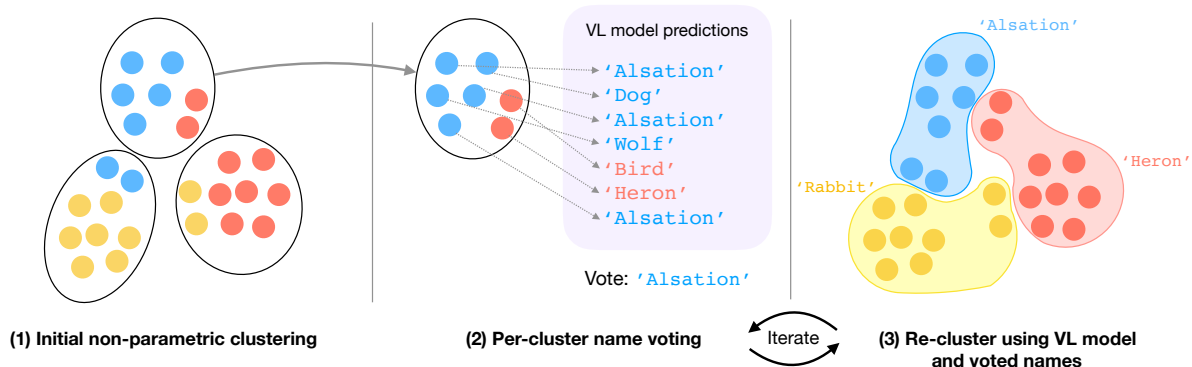 VL model predictions
‘Alsation’
‘Dog’
‘Alsation’
‘Wolf’
‘Bird’
‘Heron’
‘Alsation’
Vote: ’Alsation’
‘Alsation’
‘Heron’
‘Rabbit’
(1) Initial non-parametric clustering
(2) Per-cluster name voting
Iterate
(3) Re-cluster using VL model
and voted names